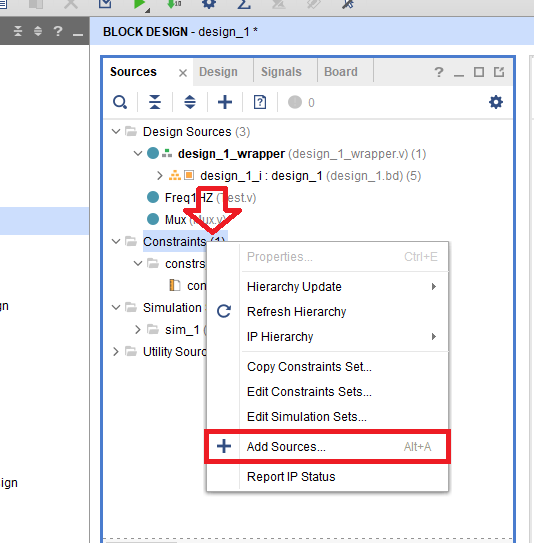 BLOCK DESIGN - design_1 *
Sources × Design Signals Board ?
0
Design Sources (3)
design_1_wrapper (design_1_wrapper.v) (1)
design_1_i : design_1 (design_1.bd) (5)
Freq1HZ (Test.v)
Mux (Mux.v)
Constraints (1)
constrs
con
Simulation
sim_1 (
Utility Sourc
Properties... Ctrl+E
Hierarchy Update
Refresh Hierarchy
IP Hierarchy
Copy Constraints Set...
Edit Constraints Sets...
Edit Simulation Sets...
Add Sources... Alt+A
Report IP Status
gn
sign